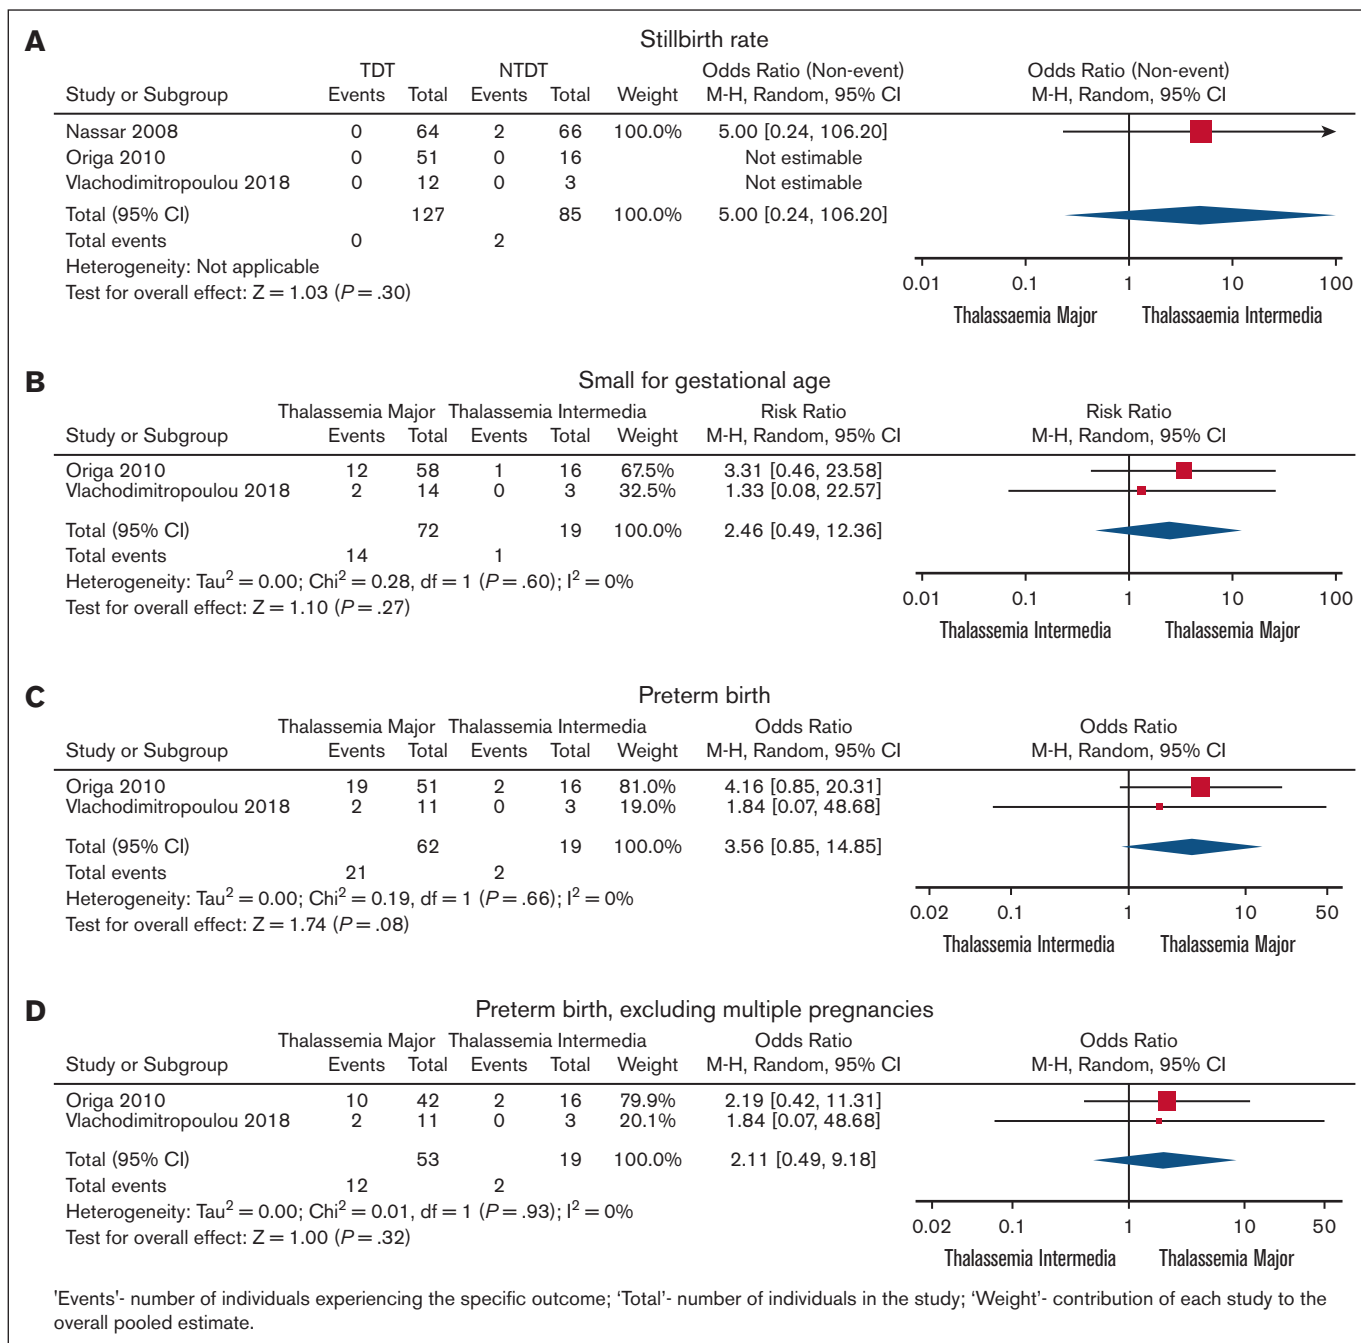 A
Stillbirth rate
TDT NTDT Odds Ratio (Non-event) Odds Ratio (Non-event)
Study or Subgroup Events Total Events Total Weight M-H, Random, 95% CI M-H, Random, 95% CI
Nassar 2008 0 64 2 66 100.0% 5.00 [0.24, 106.20]
Origa 2010 0 51 0 16 Not estimable
Vlachodimitropoulou 2018 0 12 0 3 Not estimable
Total (95% CI) 127 85 100.0% 5.00 [0.24, 106.20]
Total events 0 2
Heterogeneity: Not applicable
Test for overall effect: Z = 1.03 (P = .30)
0.01 0.1 1 10 100
Thalassaemia Major Thalassaemia Intermedia
B
Small for gestational age
Thalassemia Major Thalassemia Intermedia Risk Ratio Risk Ratio
Study or Subgroup Events Total Events Total Weight M-H, Random, 95% CI M-H, Random, 95% CI
Origa 2010 12 58 1 16 67.5% 3.31 [0.46, 23.58]
Vlachodimitropoulou 2018 2 14 0 3 32.5% 1.33 [0.08, 22.57]
Total (95% CI) 72 19 100.0% 2.46 [0.49, 12.36]
Total events 14 1
Heterogeneity: Tau² = 0.00; Chi² = 0.28, df = 1 (P = .60); I² = 0%
Test for overall effect: Z = 1.10 (P = .27)
0.01 0.1 1 10 100
Thalassemia Intermedia Thalassemia Major
C
Preterm birth
Thalassemia Major Thalassemia Intermedia Odds Ratio Odds Ratio
Study or Subgroup Events Total Events Total Weight M-H, Random, 95% CI M-H, Random, 95% CI
Origa 2010 19 51 2 16 81.0% 4.16 [0.85, 20.31]
Vlachodimitropoulou 2018 2 11 0 3 19.0% 1.84 [0.07, 48.68]
Total (95% CI) 62 19 100.0% 3.56 [0.85, 14.85]
Total events 21 2
Heterogeneity: Tau² = 0.00; Chi² = 0.19, df = 1 (P = .66); I² = 0%
Test for overall effect: Z = 1.74 (P = .08)
0.02 0.1 1 10 50
Thalassemia Intermedia Thalassemia Major
D
Preterm birth, excluding multiple pregnancies
Thalassemia Major Thalassemia Intermedia Odds Ratio Odds Ratio
Study or Subgroup Events Total Events Total Weight M-H, Random, 95% CI M-H, Random, 95% CI
Origa 2010 10 42 2 16 79.9% 2.19 [0.42, 11.31]
Vlachodimitropoulou 2018 2 11 0 3 20.1% 1.84 [0.07, 48.68]
Total (95% CI) 53 19 100.0% 2.11 [0.49, 9.18]
Total events 12 2
Heterogeneity: Tau² = 0.00; Chi² = 0.01, df = 1 (P = .93); I² = 0%
Test for overall effect: Z = 1.00 (P = .32)
0.02 0.1 1 10 50
Thalassemia Intermedia Thalassemia Major
'Events'- number of individuals experiencing the specific outcome; ‘Total’- number of individuals in the study; ‘Weight’- contribution of each study to the
overall pooled estimate.